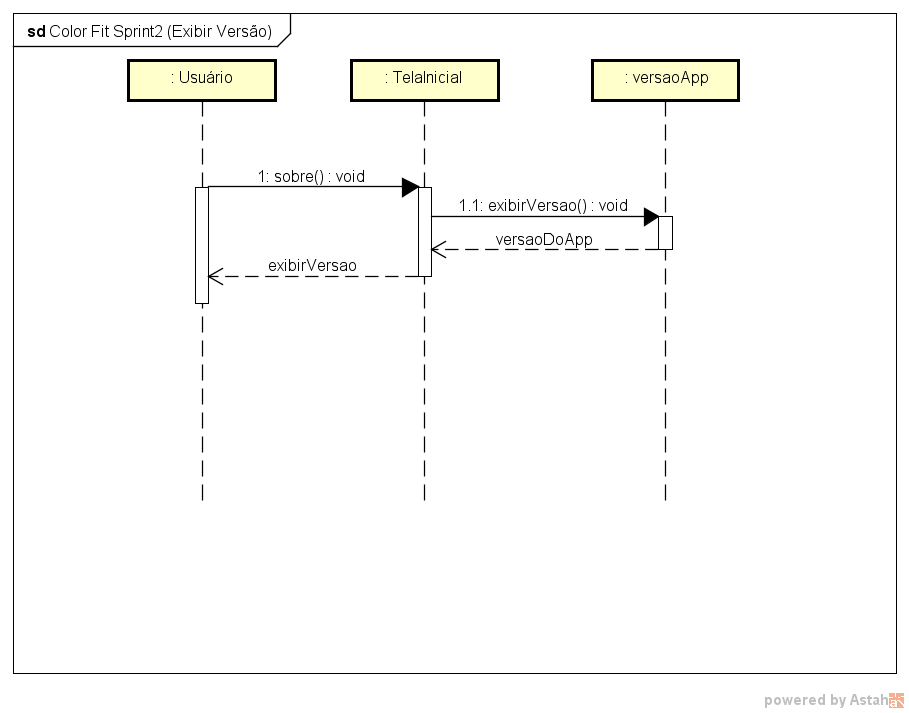 sd Color Fit Sprint2 (Exibir Versão)
: Usuário
: TelaInicial
: versaoApp
1: sobre() : void
1.1: exibirVersao() : void
versaoDoApp
exibirVersao
powered by Astah